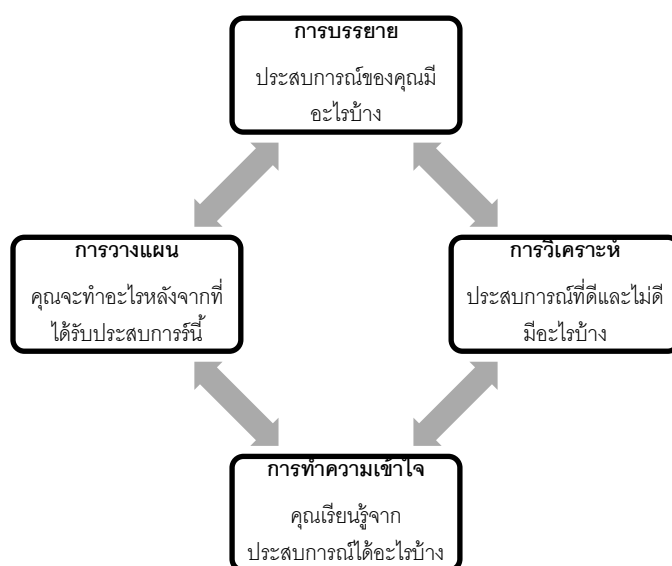 การบรรยาย
ประสบการณ์ของคุณมี
อะไรบ้าง
การวางแผน
คุณจะทำอะไรหลังจากที่
ได้รับประสบการร์นี้
การวิเคราะห์
ประสบการณ์ที่ดีและไม่ดี
มีอะไรบ้าง
การทำความเข้าใจ
คุณเรียนรู้จาก
ประสบการณ์ได้อะไรบ้าง